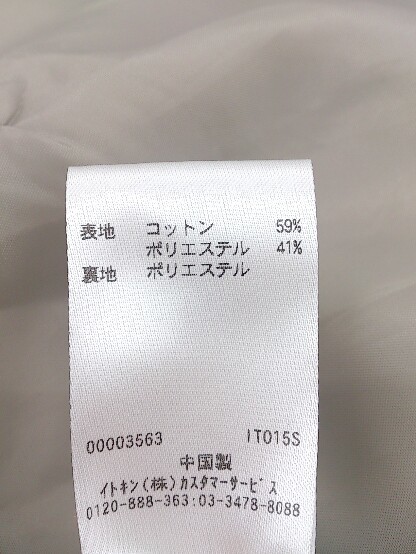 表地 コットン 59%
ポリエステル 41%
裏地 ポリエステル
00003563 IT015S
中国製
イトキン(株)カスタマーサービス
0120-888-363:03-3478-8088